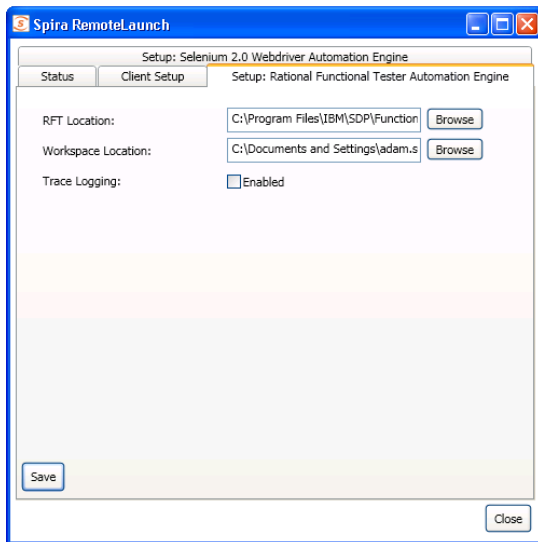 Spira RemoteLaunch
Setup: Selenium 2.0 Webdriver Automation Engine
Status Client Setup Setup: Rational Functional Tester Automation Engine
RFT Location: C:\Program Files\IBM\SDP\Function Browse
Workspace Location: C:\Documents and Settings\adam.s Browse
Trace Logging: Enabled
Save
Close